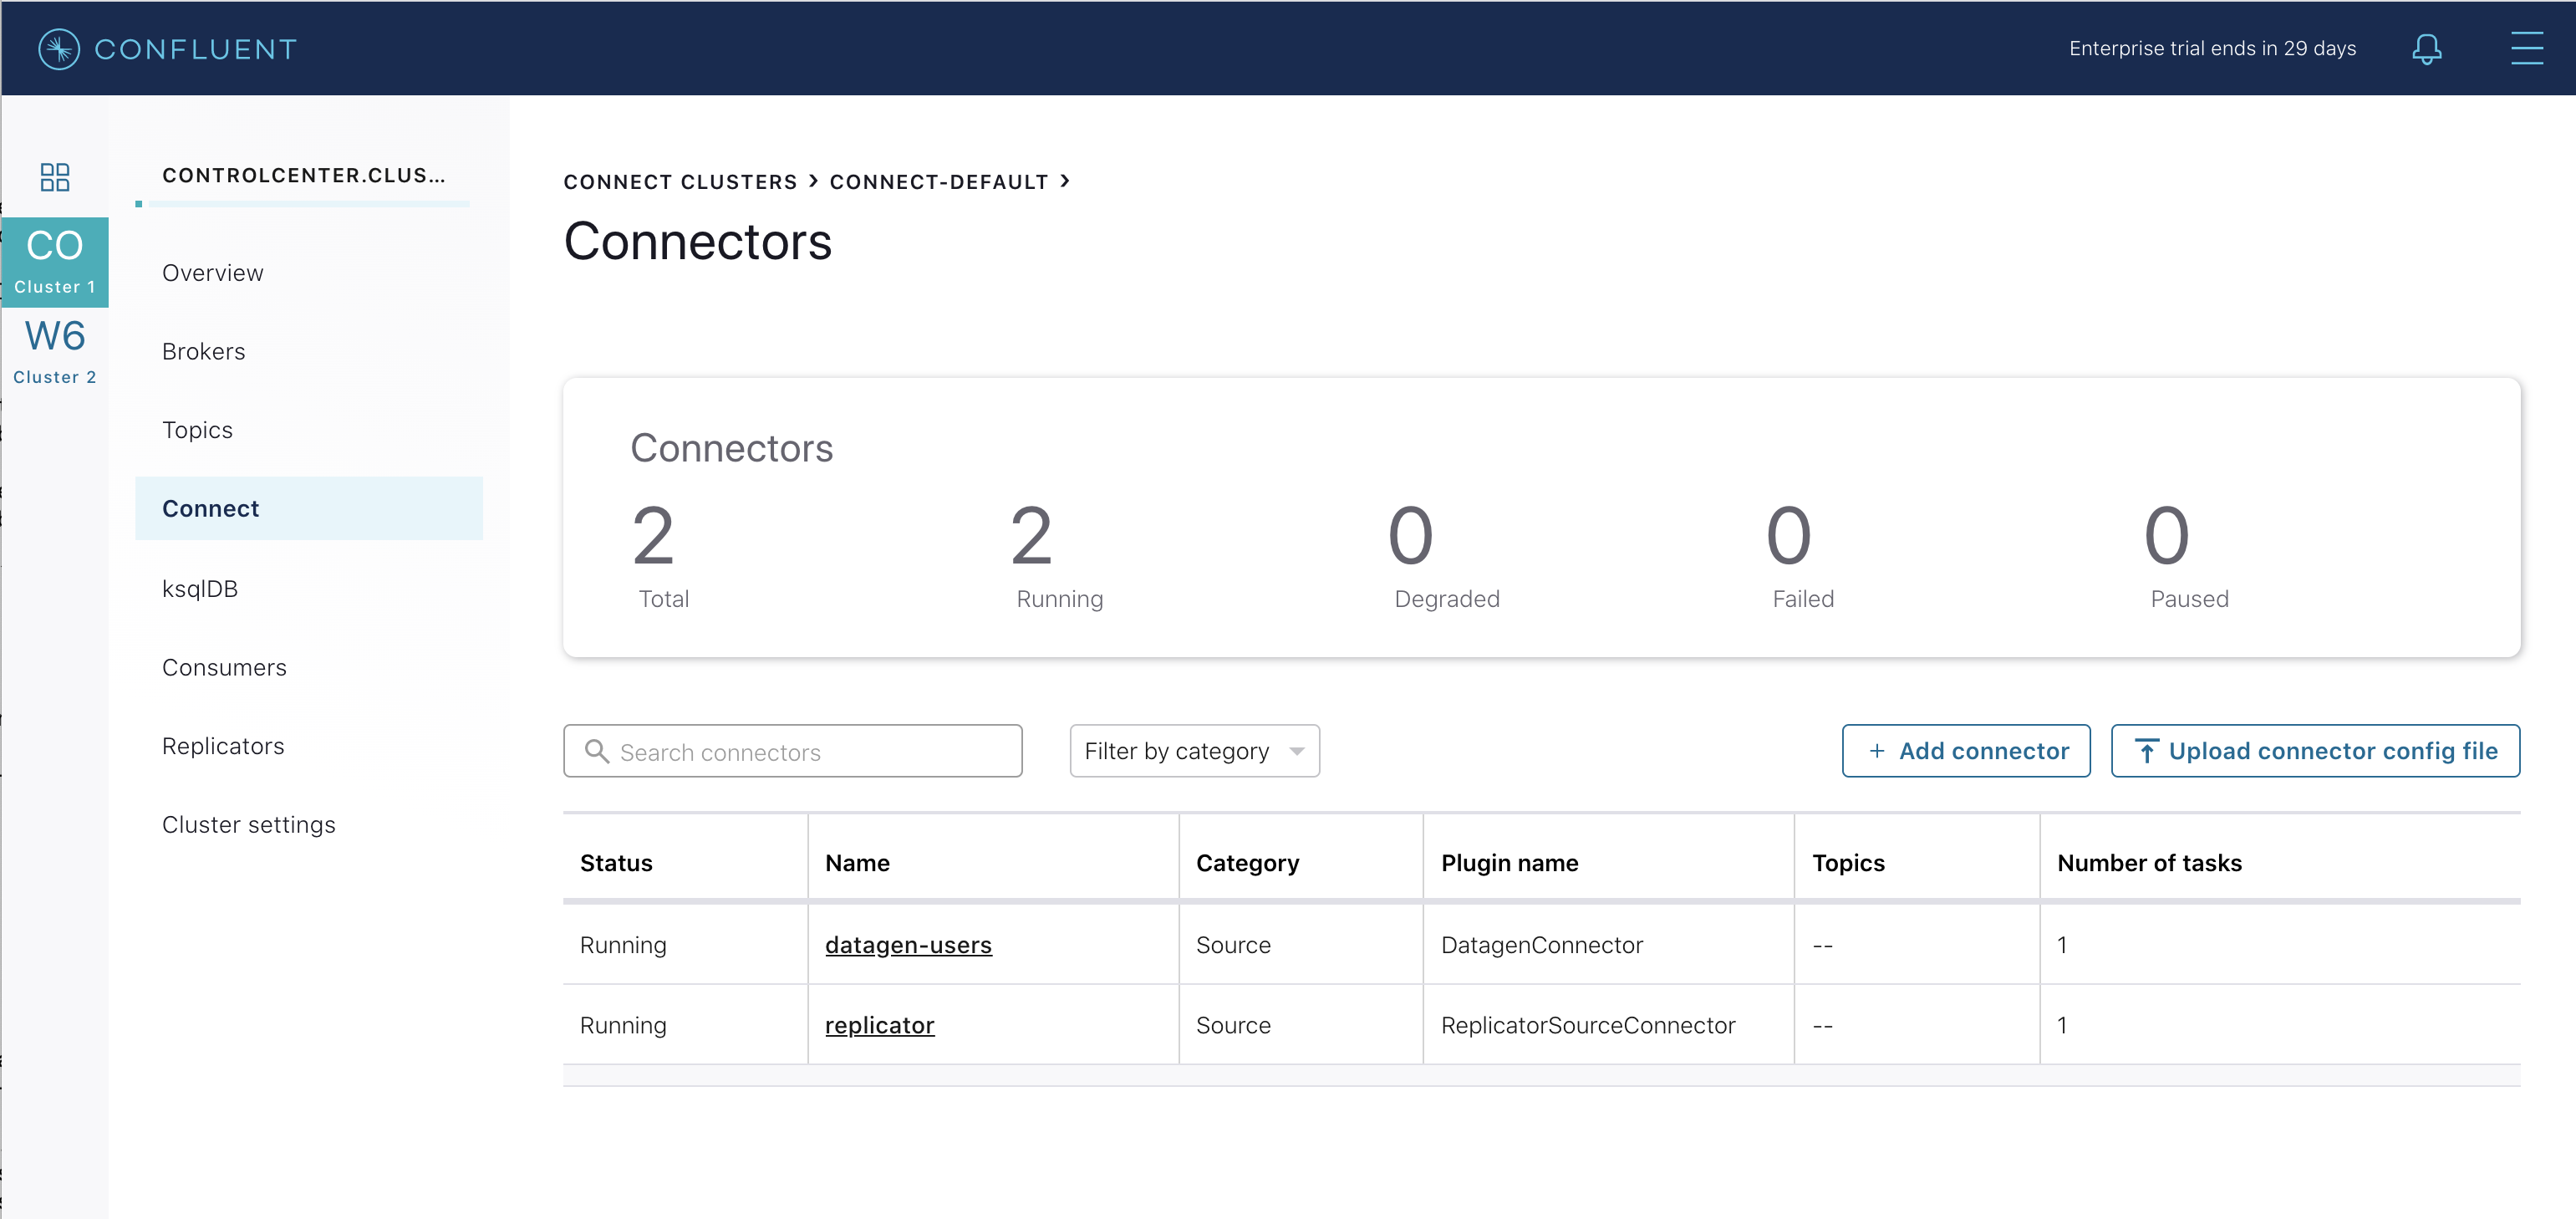 CONFLUENT
Enterprise trial ends in 29 days
CO
Cluster 1
W6
Cluster 2
CONTROLCENTER.CLUS...
Overview
Brokers
Topics
Connect
ksqlDB
Consumers
Replicators
Cluster settings
CONNECT CLUSTERS > CONNECT-DEFAULT >
Connectors
Connectors
2 2 0 0 0
Total Running Degraded Failed Paused
Search connectors Filter by category + Add connector Upload connector config file
Status Name Category Plugin name Topics Number of tasks
Running datagen-users Source DatagenConnector -- 1
Running replicator Source ReplicatorSourceConnector -- 1